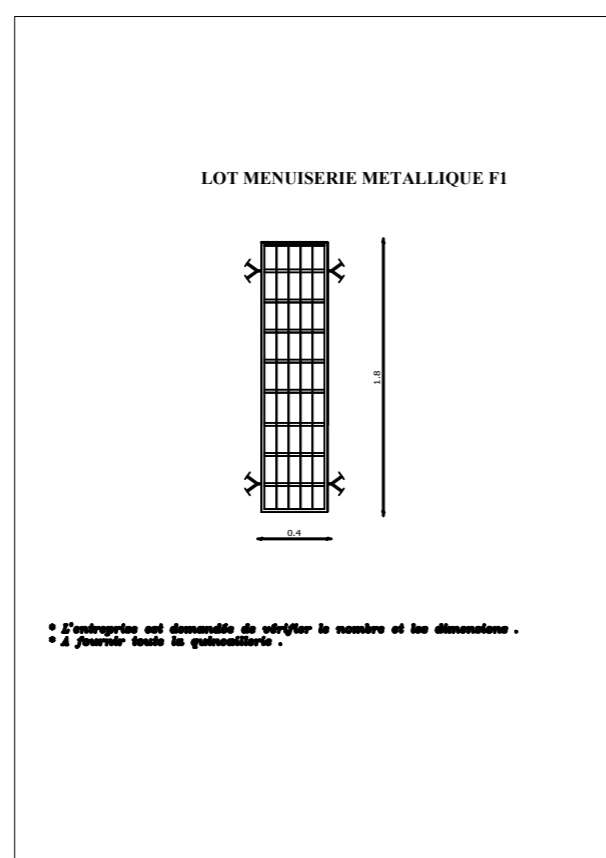 LOT MENUISERIE METALLIQUE F1
1.8
0.4
* L'entreprise est demandée de vérifier le nombre et les dimensions .
* A fournir toute la quincaillerie .